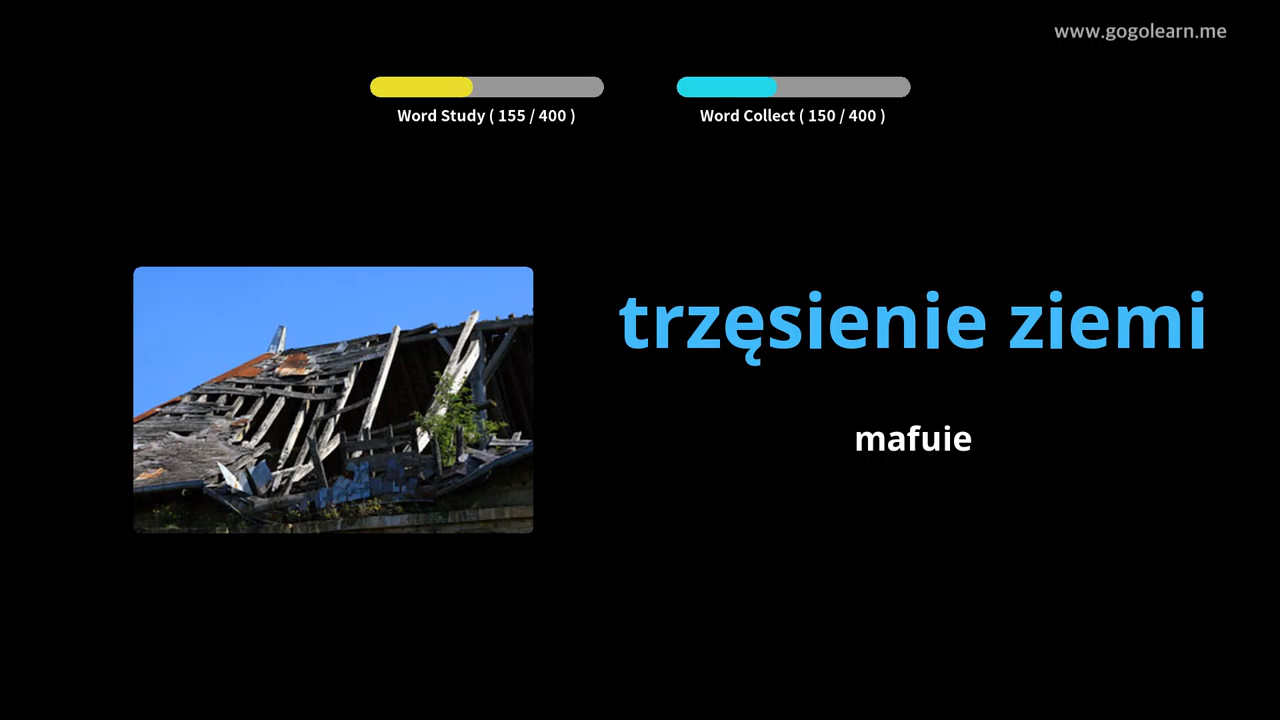 www.gogolearn.me
Word Study ( 155 / 400 )
Word Collect ( 150 / 400 )
trzęsienie ziemi
mafuie